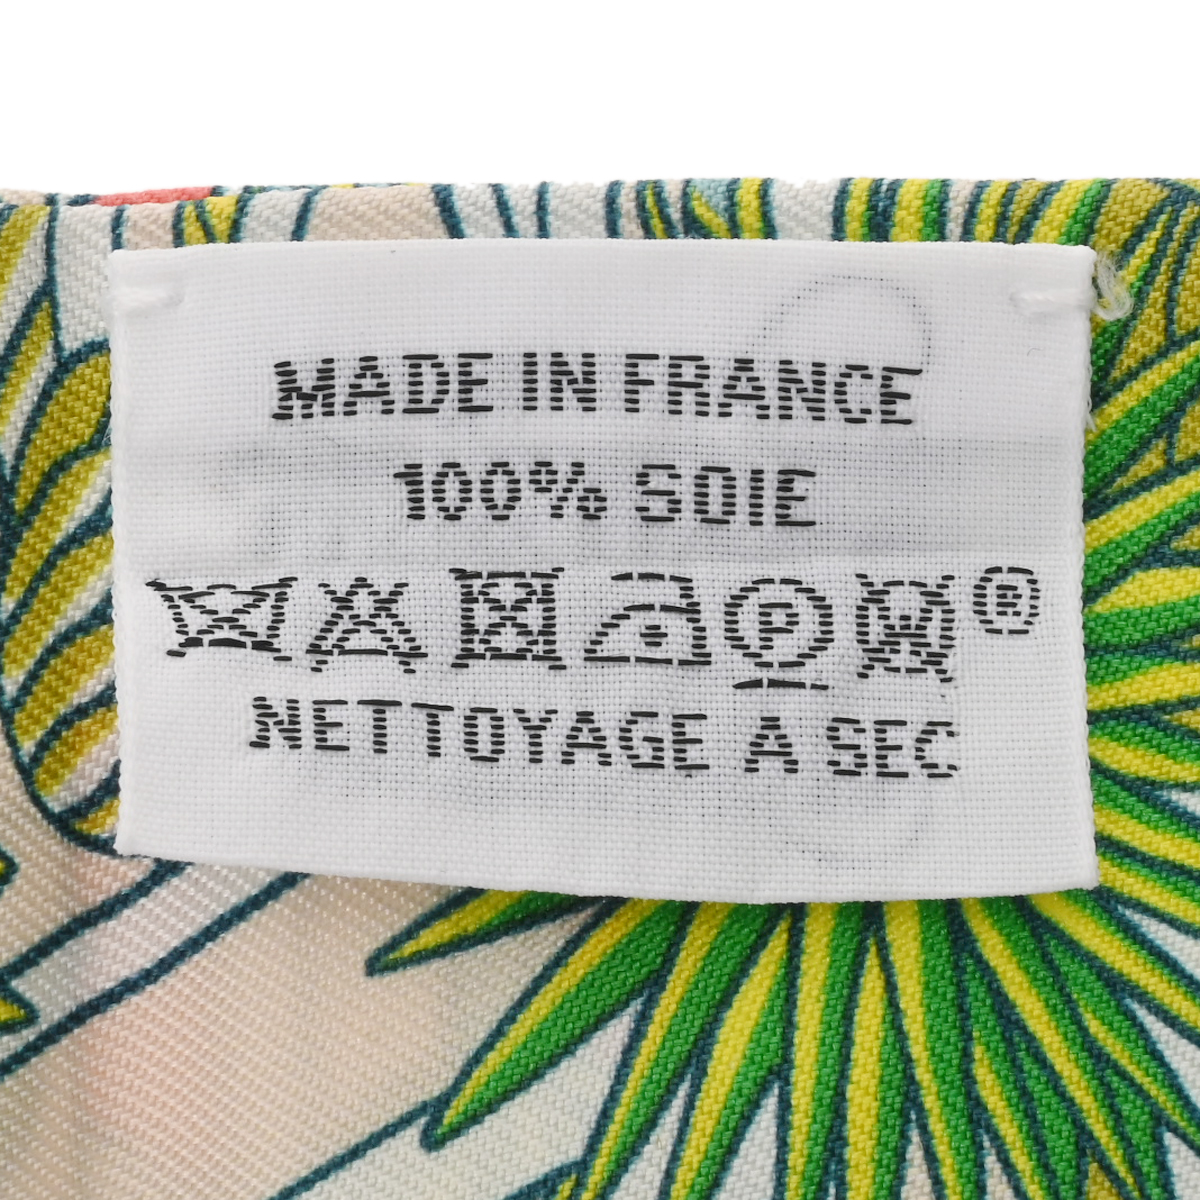 MADE IN FRANCE
100% SOIE
P W ®
NETTOYAGE A SEC